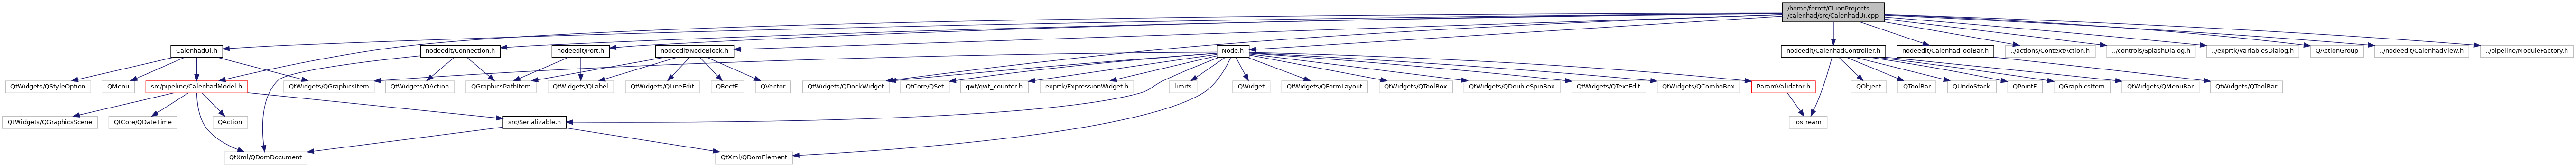 /home/ferret/CLionProjects
/calenhad/src/CalenhadUi.cpp
CalenhadUi.h
nodeedit/Connection.h
nodeedit/Port.h
nodeedit/NodeBlock.h
Node.h
nodeedit/CalenhadController.h
nodeedit/CalenhadToolBar.h
../actions/ContextAction.h
../controls/SplashDialog.h
../exprtk/VariablesDialog.h
QActionGroup
../nodeedit/CalenhadView.h
../pipeline/ModuleFactory.h
QtWidgets/QStyleOption
QMenu
src/pipeline/CalenhadModel.h
QtWidgets/QGraphicsItem
QtWidgets/QAction
QGraphicsPathItem
QtWidgets/QLabel
QtWidgets/QLineEdit
QRectF
QVector
QtWidgets/QDockWidget
QtCore/QSet
qwt/qwt_counter.h
exprtk/ExpressionWidget.h
limits
QWidget
QtWidgets/QFormLayout
QtWidgets/QToolBox
QtWidgets/QDoubleSpinBox
QtWidgets/QTextEdit
QtWidgets/QComboBox
ParamValidator.h
QObject
QToolBar
QUndoStack
QPointF
QGraphicsItem
QtWidgets/QMenuBar
QtWidgets/QToolBar
QtWidgets/QGraphicsScene
QtCore/QDateTime
QAction
src/Serializable.h
iostream
QtXml/QDomDocument
QtXml/QDomElement